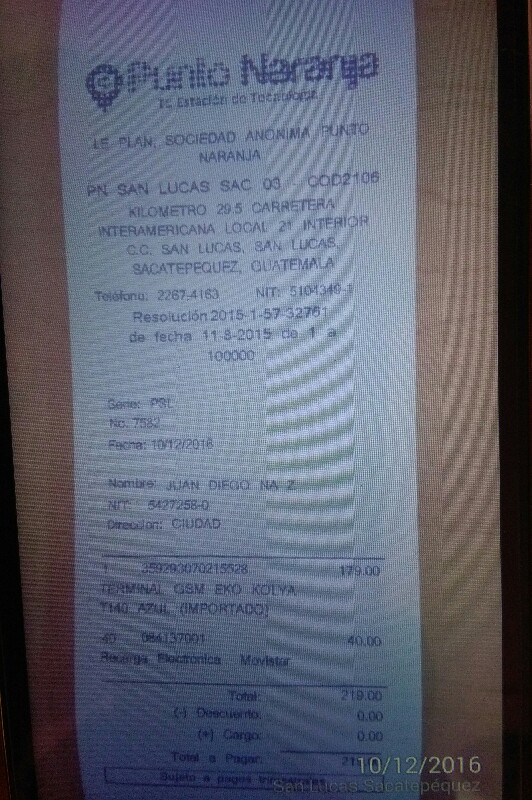 Punto Naranja
Tu Estación de Tecnología
LE PLAN, SOCIEDAD ANONIMA PUNTO
NARANJA
PN SAN LUCAS SAC 03 - COD2106
KILOMETRO 29.5 CARRETERA
INTERAMERICANA LOCAL 21 INTERIOR
C.C. SAN LUCAS, SAN LUCAS,
SACATEPEQUEZ, GUATEMALA
Teléfono: 2267-4163 NIT: 5104349-1
Resolución 2015-1-57-32761
de fecha 11-8-2015 de 1 a
100000
Serie: PSL
No. 7582
Fecha: 10/12/2016
Nombre: JUAN DIEGO NA Z
NIT: 5427258-0
Direccion: CIUDAD
1 359293070215528 179.00
TERMINAL GSM EKO KOLYA
T140 AZUL (IMPORTADO)
40 084137001 40.00
Recarga Electronica Movistar
Total: 219.00
(-) Descuento: 0.00
(+) Cargo: 0.00
Total a Pagar:
10/12/2016
Sujeto a pagos trimestrales
San Lucas Sacatepéquez